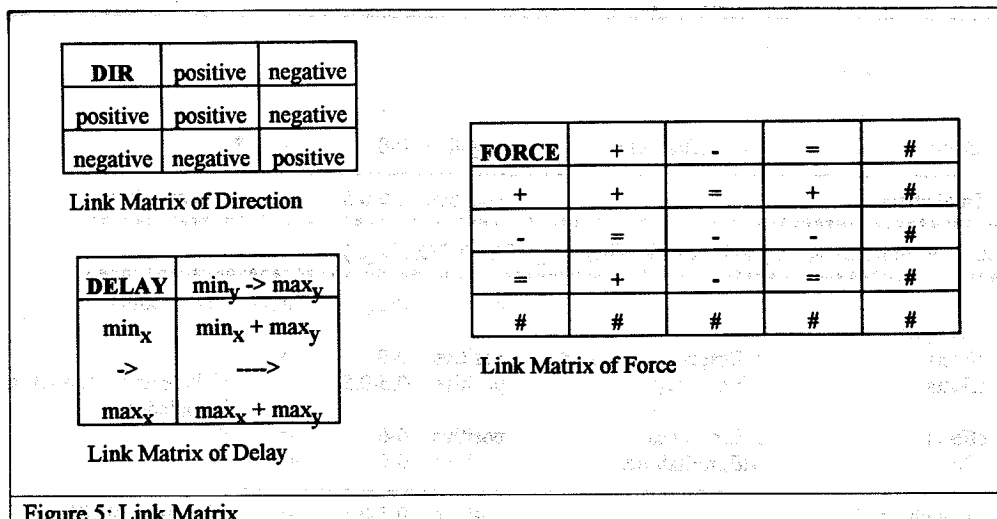 DIR positive negative
positive positive negative
negative negative positive
Link Matrix of Direction
DELAY min_y -> max_y
min_x min_x + max_y
-> ---->
max_x max_x + max_y
Link Matrix of Delay
FORCE + - = #
+ + = + #
- = - - #
= + - = #
# # # # #
Link Matrix of Force
Figure 5: Link Matrix